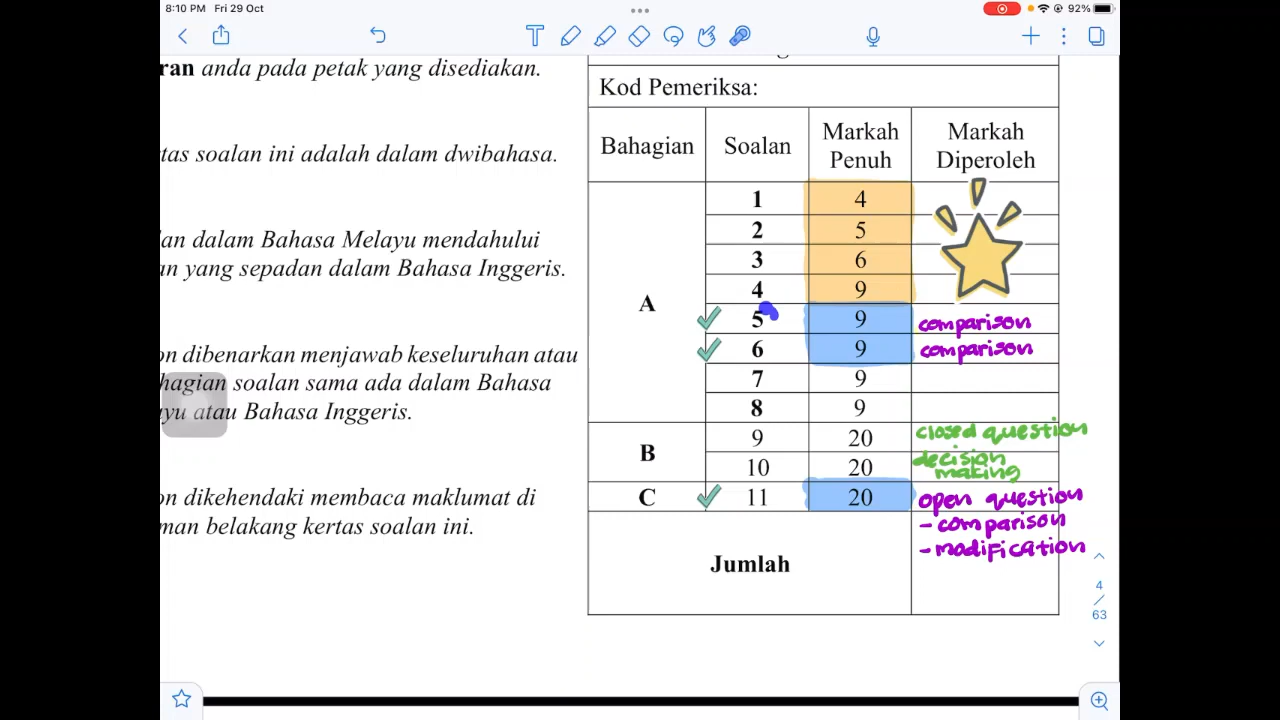 8:10 PM Fri 29 Oct
92%
ran anda pada petak yang disediakan.
tas soalan ini adalah dalam dwibahasa.
lan dalam Bahasa Melayu mendahului
an yang sepadan dalam Bahasa Inggeris.
on dibenarkan menjawab keseluruhan atau
hagian soalan sama ada dalam Bahasa
ayu atau Bahasa Inggeris.
on dikehendaki membaca maklumat di
man belakang kertas soalan ini.
Kod Pemeriksa:
Bahagian Soalan Markah Penuh Markah Diperoleh
A
1 4
2 5
3 6
4 9
5 9 comparison
6 9 comparison
7 9
8 9
B
9 20 closed question
10 20 decision making
C 11 20 open question
- comparison
- modification
Jumlah
4
/
63